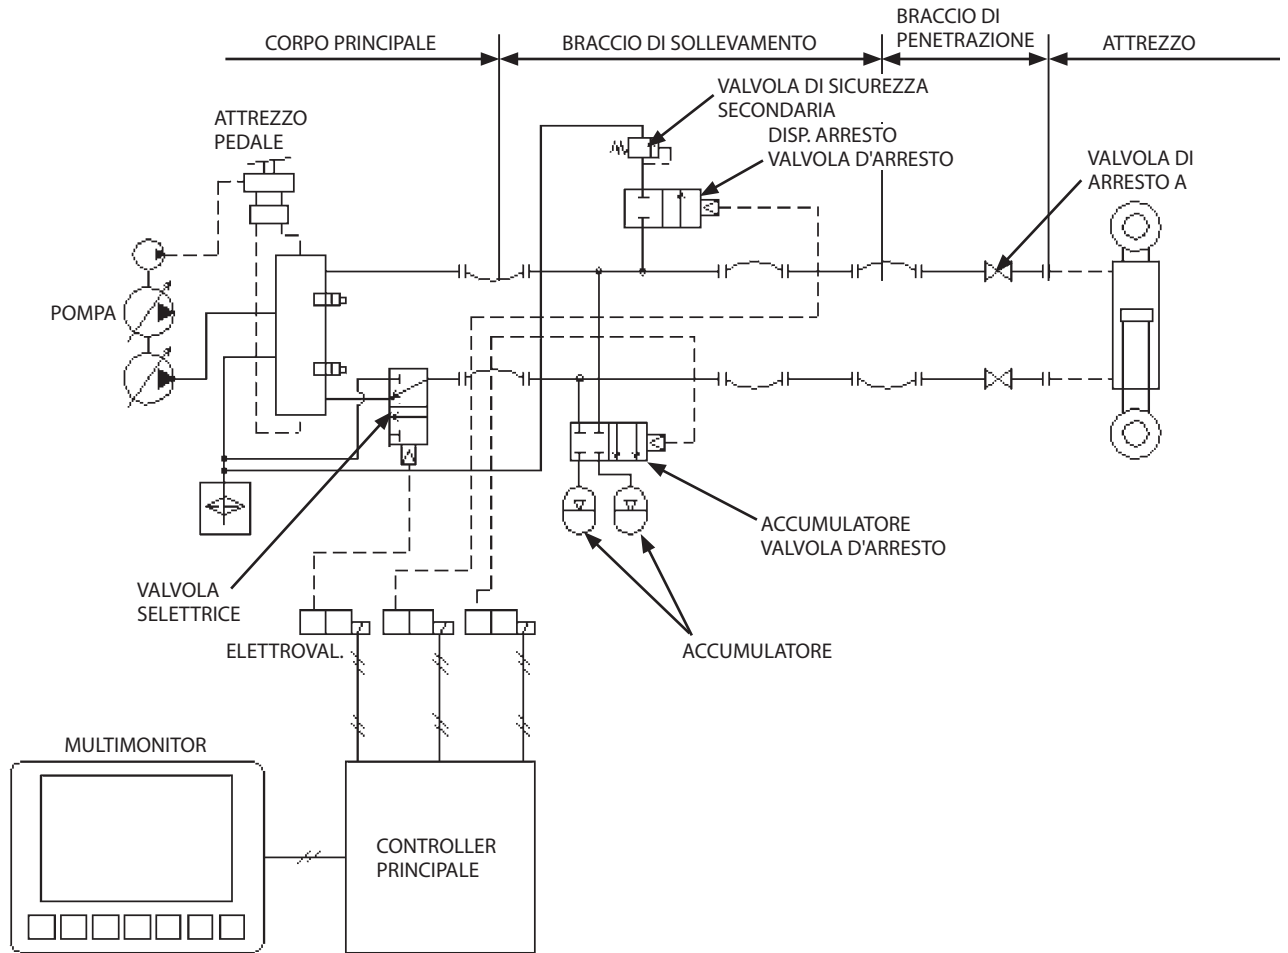 CORPO PRINCIPALE
BRACCIO DI SOLLEVAMENTO
BRACCIO DI
PENETRAZIONE
ATTREZZO
VALVOLA DI SICUREZZA
SECONDARIA
ATTREZZO
PEDALE
DISP. ARRESTO
VALVOLA D'ARRESTO
VALVOLA DI
ARRESTO A
POMPA
ACCUMULATORE
VALVOLA D'ARRESTO
VALVOLA
SELETTRICE
ELETTROVAL.
ACCUMULATORE
MULTIMONITOR
CONTROLLER
PRINCIPALE